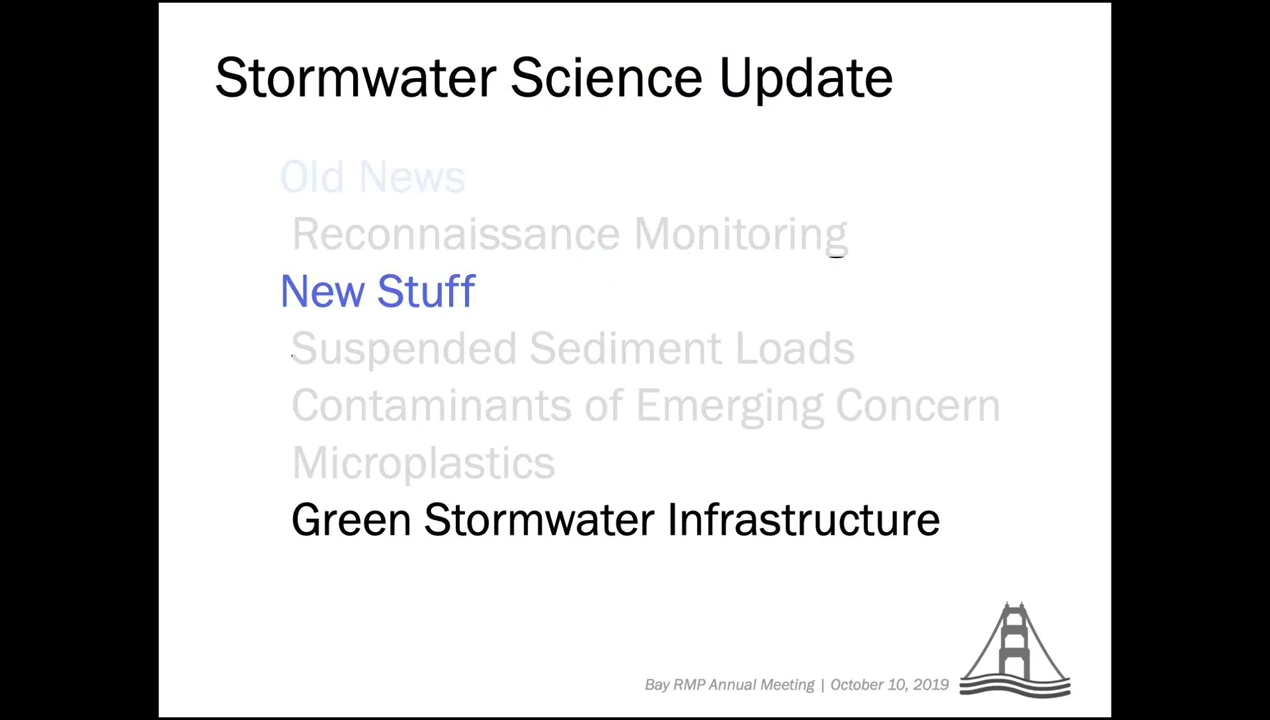 Stormwater Science Update
Old News
Reconnaissance Monitoring
New Stuff
Suspended Sediment Loads
Contaminants of Emerging Concern
Microplastics
Green Stormwater Infrastructure
Bay RMP Annual Meeting | October 10, 2019